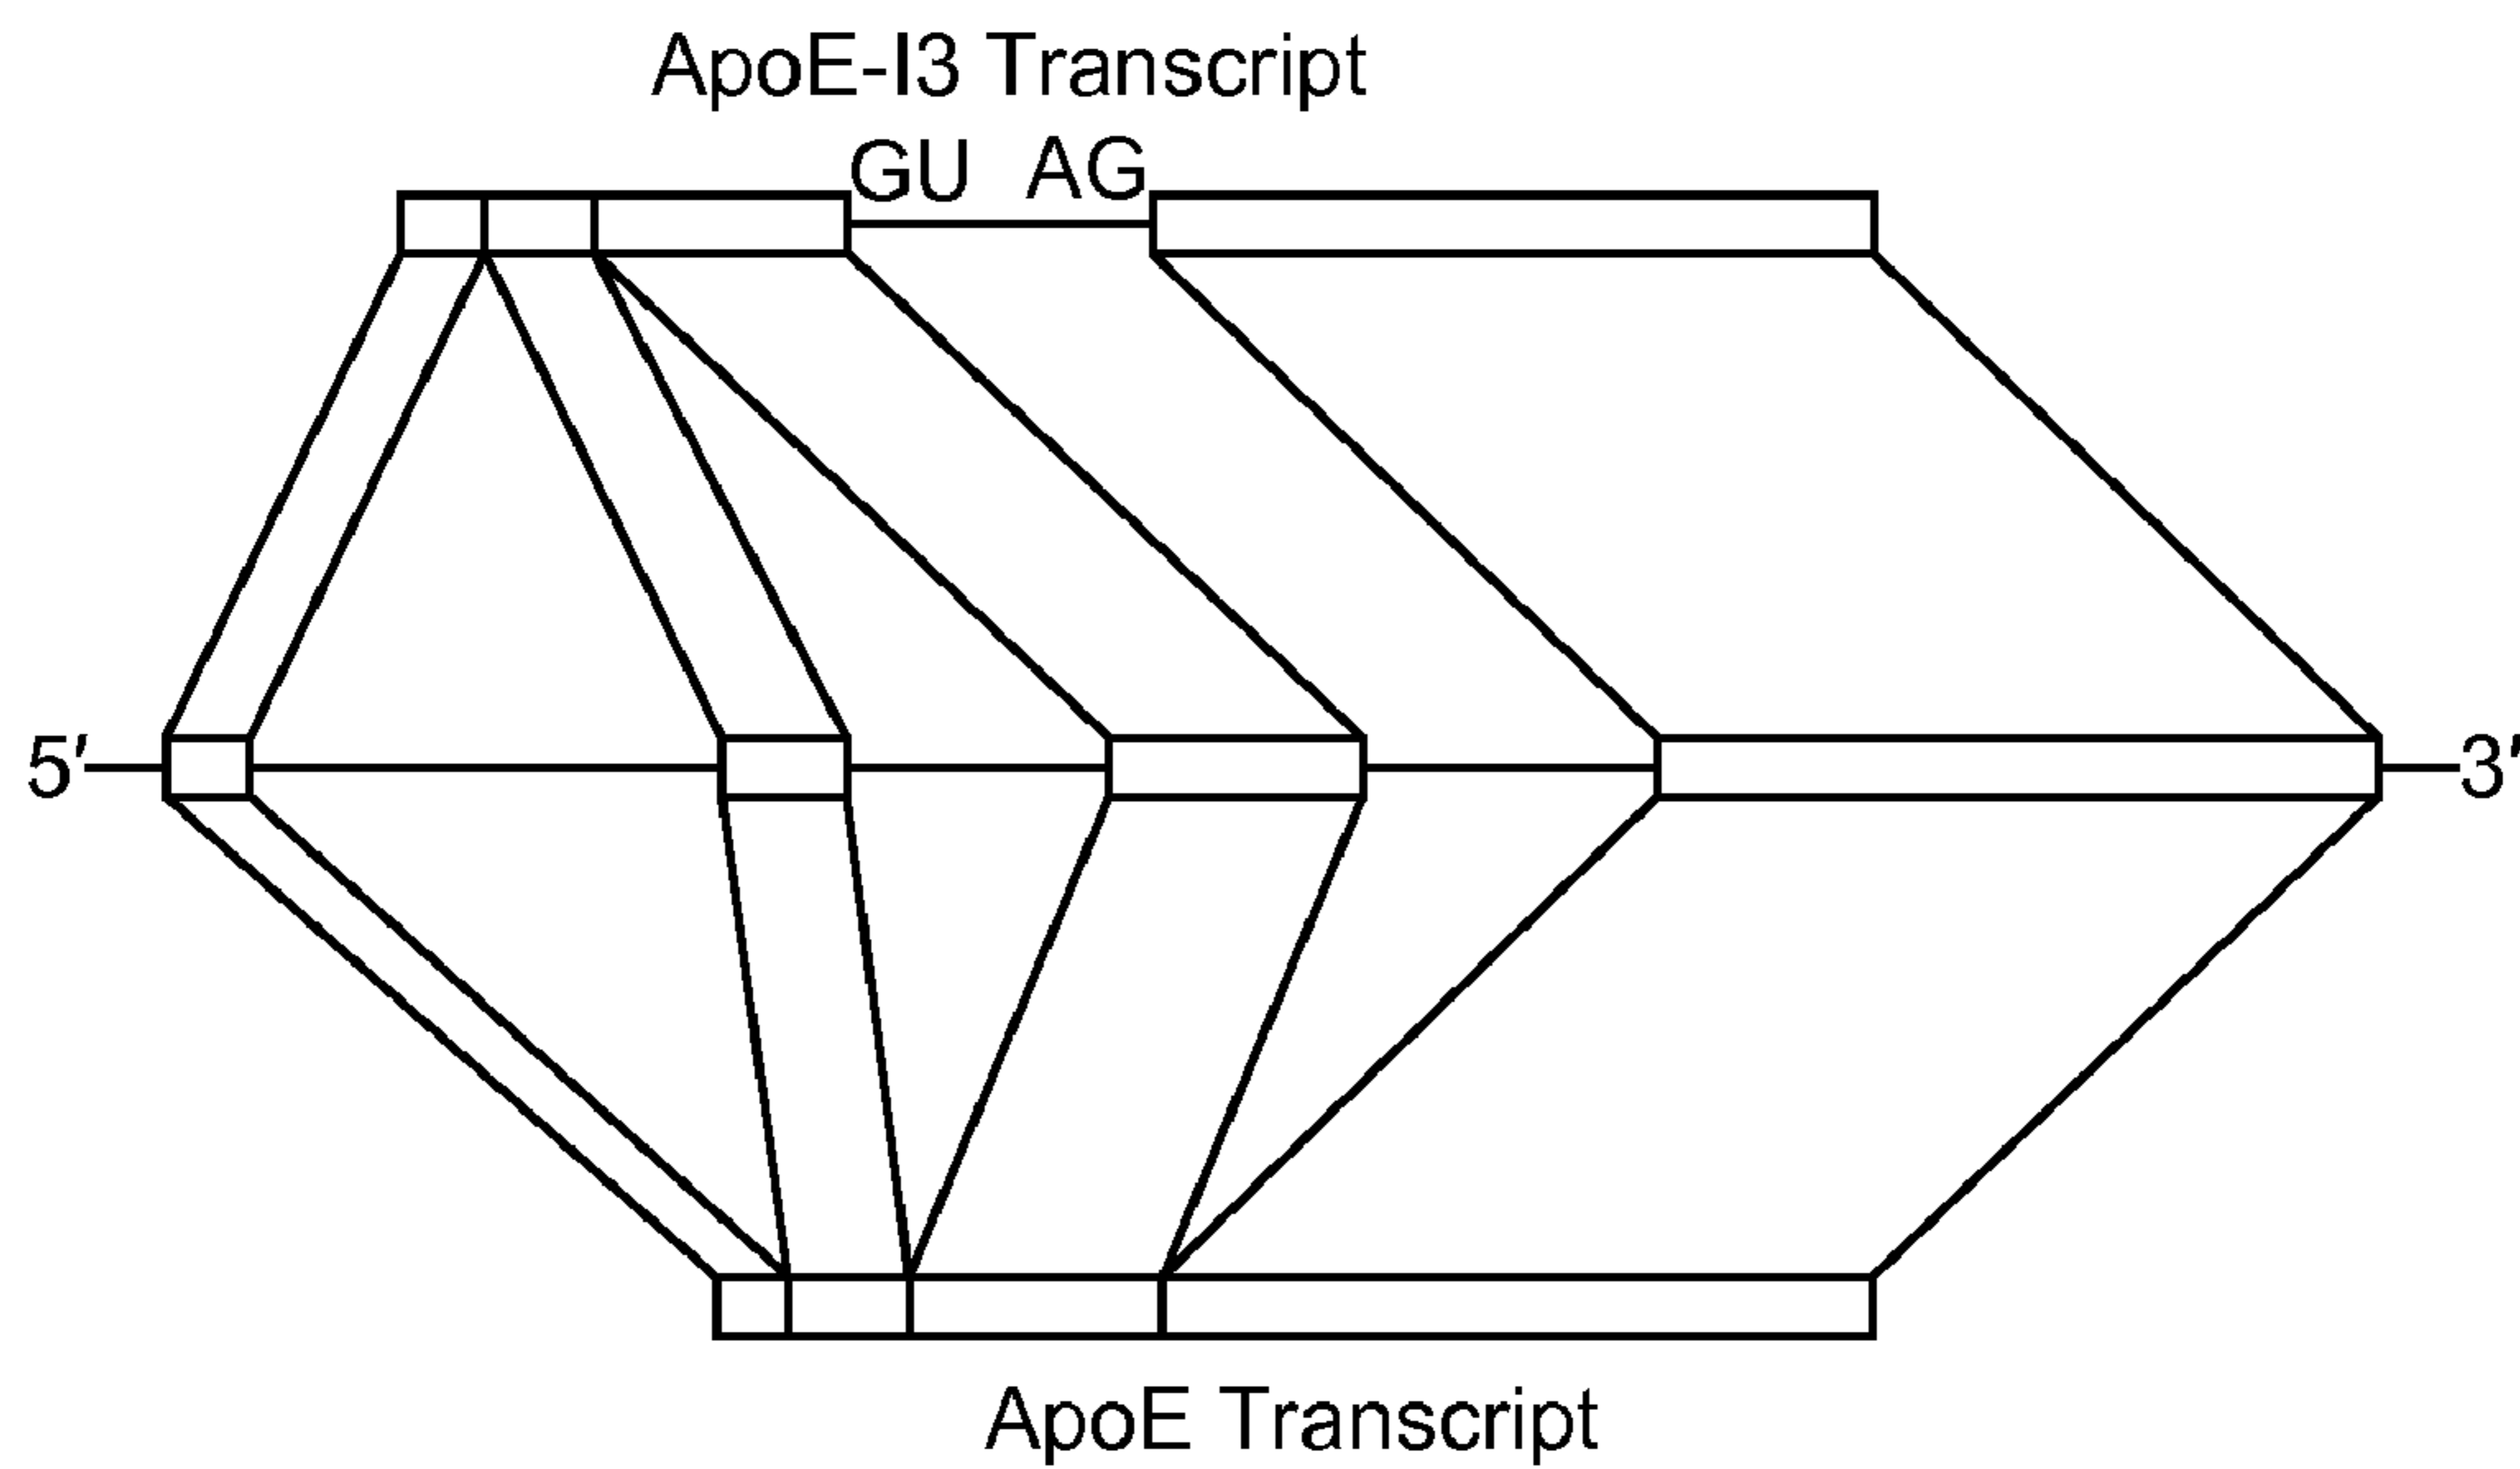 ApoE-I3 Transcript
GU AG
5′ 3′
ApoE Transcript